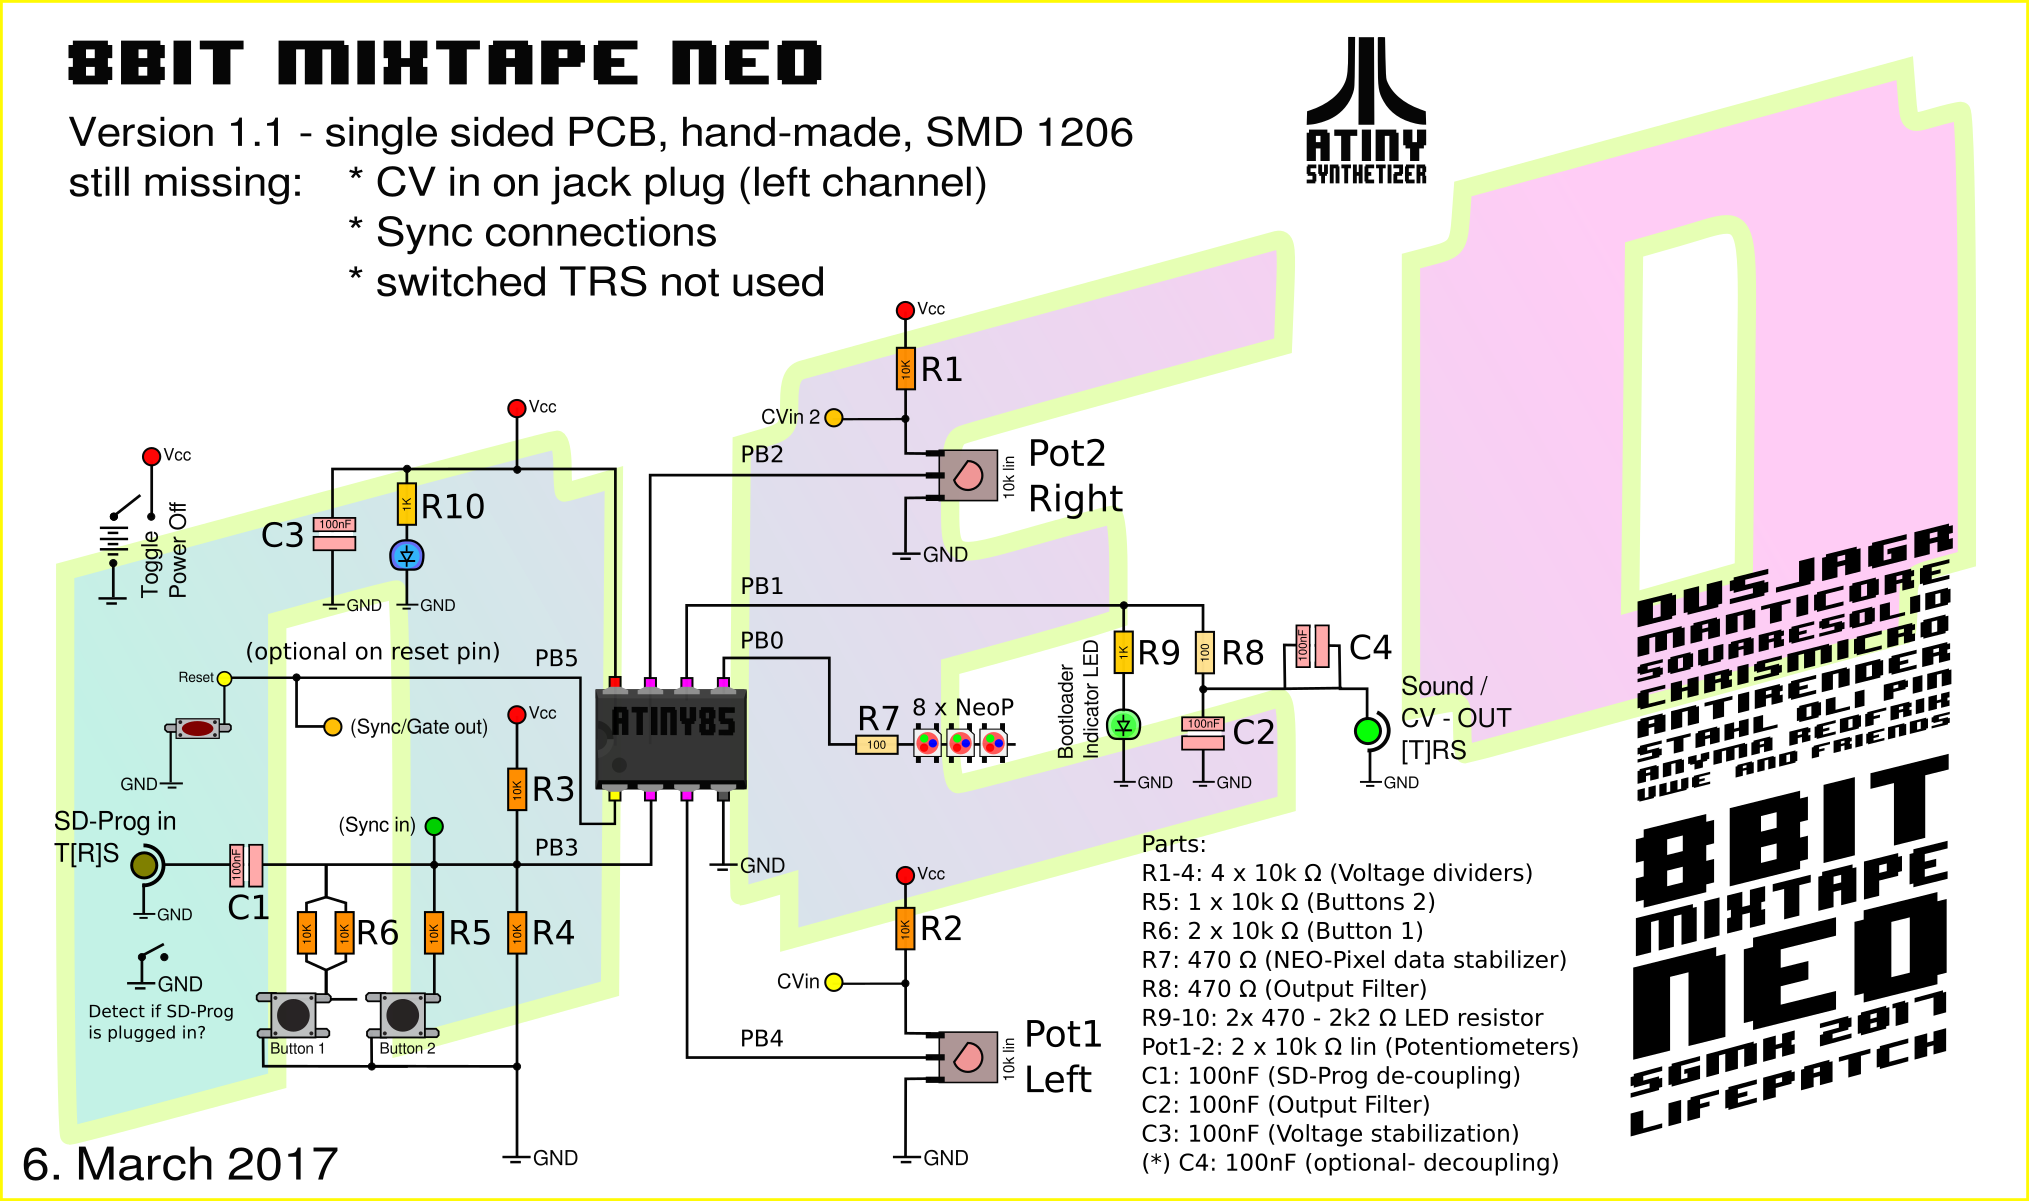 8BIT MIXTAPE NEO
Version 1.1 - single sided PCB, hand-made, SMD 1206
still missing: * CV in on jack plug (left channel)
* Sync connections
* switched TRS not used
ATINY
SYNTHETIZER
Vcc
10K
R1
CVin 2
PB2
Pot2
Right
10k lin
GND
Vcc
Vcc
Toggle
Power Off
C3
100nF
1K
R10
GND
GND
(optional on reset pin)
PB5
Reset
(Sync/Gate out)
GND
PB1
PB0
ATINY85
R7
100
8 x NeoP
Bootloader
Indicator LED
1K
R9
100
R8
100nF
C4
100nF
C2
GND
GND
Sound /
CV - OUT
[T]RS
GND
Vcc
10K
R3
SD-Prog in
T[R]S
(Sync in)
PB3
100nF
C1
GND
GND
10K
10K
R6
10K
R5
10K
R4
GND
Detect if SD-Prog
is plugged in?
Button 1
Button 2
GND
Vcc
10K
R2
CVin
PB4
Pot1
Left
10k lin
GND
Parts:
R1-4: 4 x 10k Ω (Voltage dividers)
R5: 1 x 10k Ω (Buttons 2)
R6: 2 x 10k Ω (Button 1)
R7: 470 Ω (NEO-Pixel data stabilizer)
R8: 470 Ω (Output Filter)
R9-10: 2x 470 - 2k2 Ω LED resistor
Pot1-2: 2 x 10k Ω lin (Potentiometers)
C1: 100nF (SD-Prog de-coupling)
C2: 100nF (Output Filter)
C3: 100nF (Voltage stabilization)
(*) C4: 100nF (optional- decoupling)
DUSJAGR
MANTICORE
SQUARESOLID
CHRISMICRO
ANTIRENDER
STAHL OLI PIN
ANYMA REDFRIK
UWE AND FRIENDS
8BIT
MIXTAPE
NEO
SGMK 2017
LIFEPATCH
6. March 2017